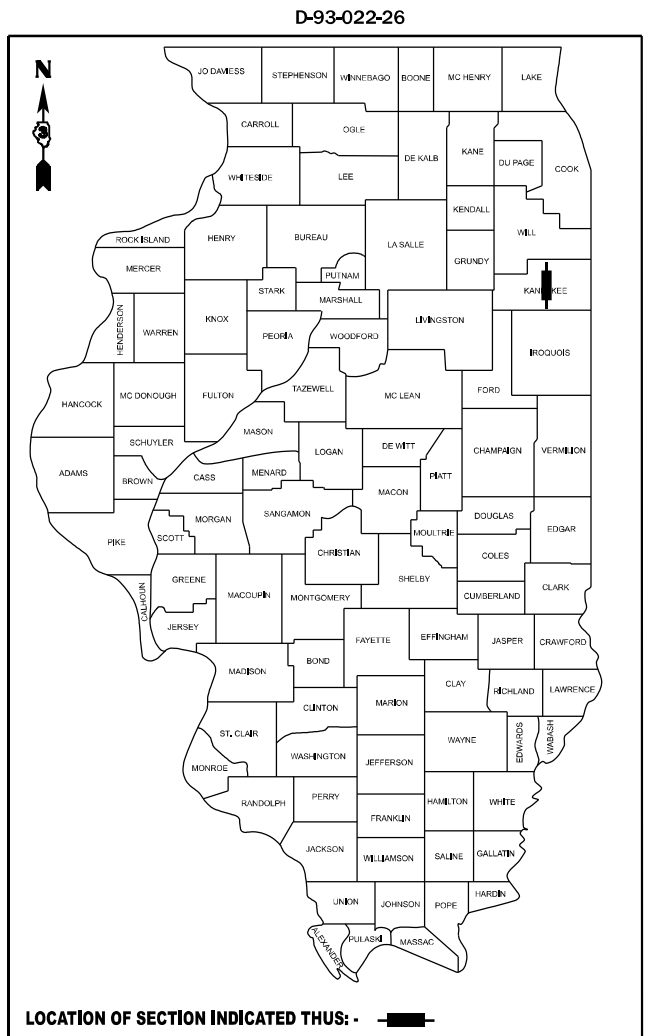 D-93-022-26
N
3
JO DAVIESS STEPHENSON WINNEBAGO BOONE MC HENRY LAKE
CARROLL OGLE DE KALB KANE DU PAGE COOK
WHITESIDE LEE
KENDALL
ROCK ISLAND HENRY BUREAU LA SALLE WILL
MERCER PUTNAM GRUNDY
STARK MARSHALL KANKAKEE
HENDERSON WARREN KNOX PEORIA WOODFORD LIVINGSTON IROQUOIS
HANCOCK MC DONOUGH FULTON TAZEWELL MC LEAN FORD
MASON
SCHUYLER LOGAN DE WITT CHAMPAIGN VERMILION
ADAMS BROWN CASS MENARD PIATT
MACON
MORGAN SANGAMON DOUGLAS EDGAR
PIKE SCOTT CHRISTIAN MOULTRIE COLES
CALHOUN GREENE MACOUPIN MONTGOMERY SHELBY CUMBERLAND CLARK
JERSEY FAYETTE EFFINGHAM JASPER CRAWFORD
MADISON BOND CLAY RICHLAND LAWRENCE
CLINTON MARION
ST. CLAIR WASHINGTON WAYNE EDWARDS WABASH
MONROE JEFFERSON
RANDOLPH PERRY HAMILTON WHITE
FRANKLIN
JACKSON WILLIAMSON SALINE GALLATIN
UNION JOHNSON POPE HARDIN
ALEXANDER PULASKI MASSAC
LOCATION OF SECTION INDICATED THUS: -